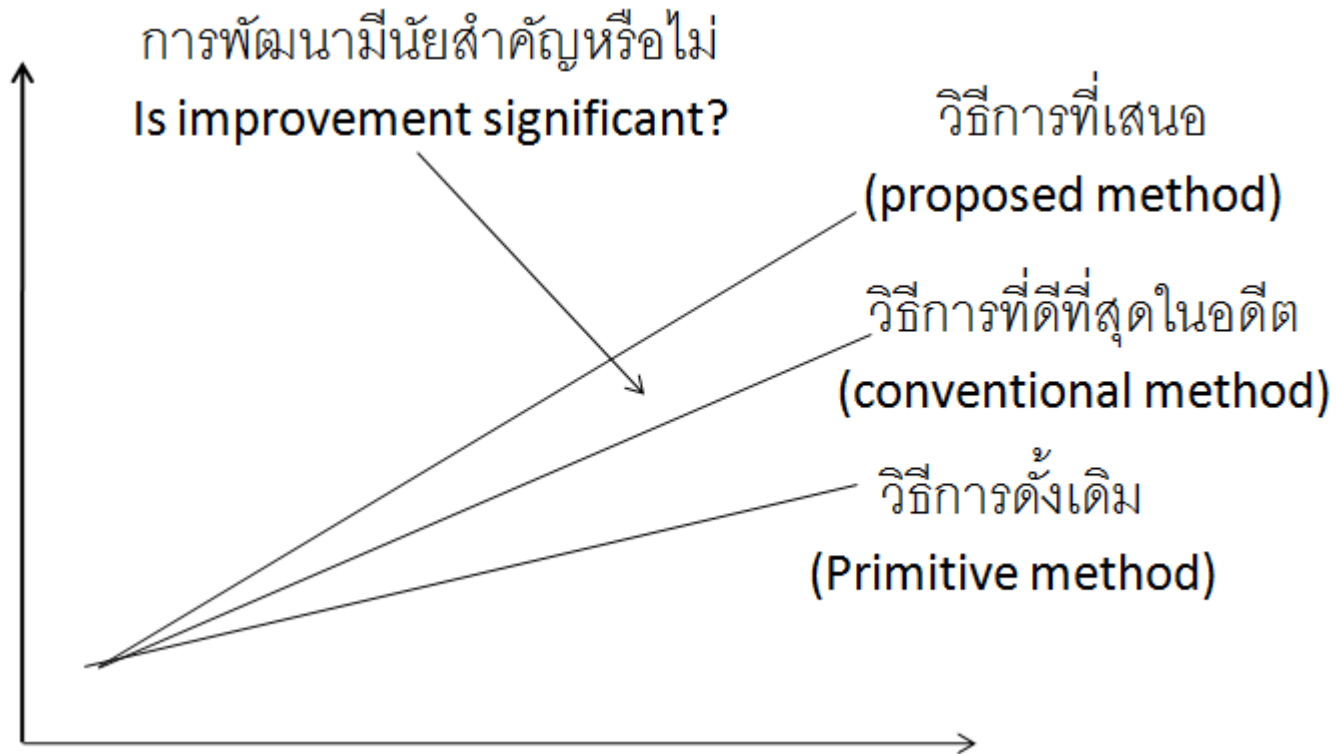 การพัฒนามีนัยสำคัญหรือไม่
Is improvement significant?
วิธีการที่เสนอ
(proposed method)
วิธีการที่ดีที่สุดในอดีต
(conventional method)
วิธีการดั้งเดิม
(Primitive method)